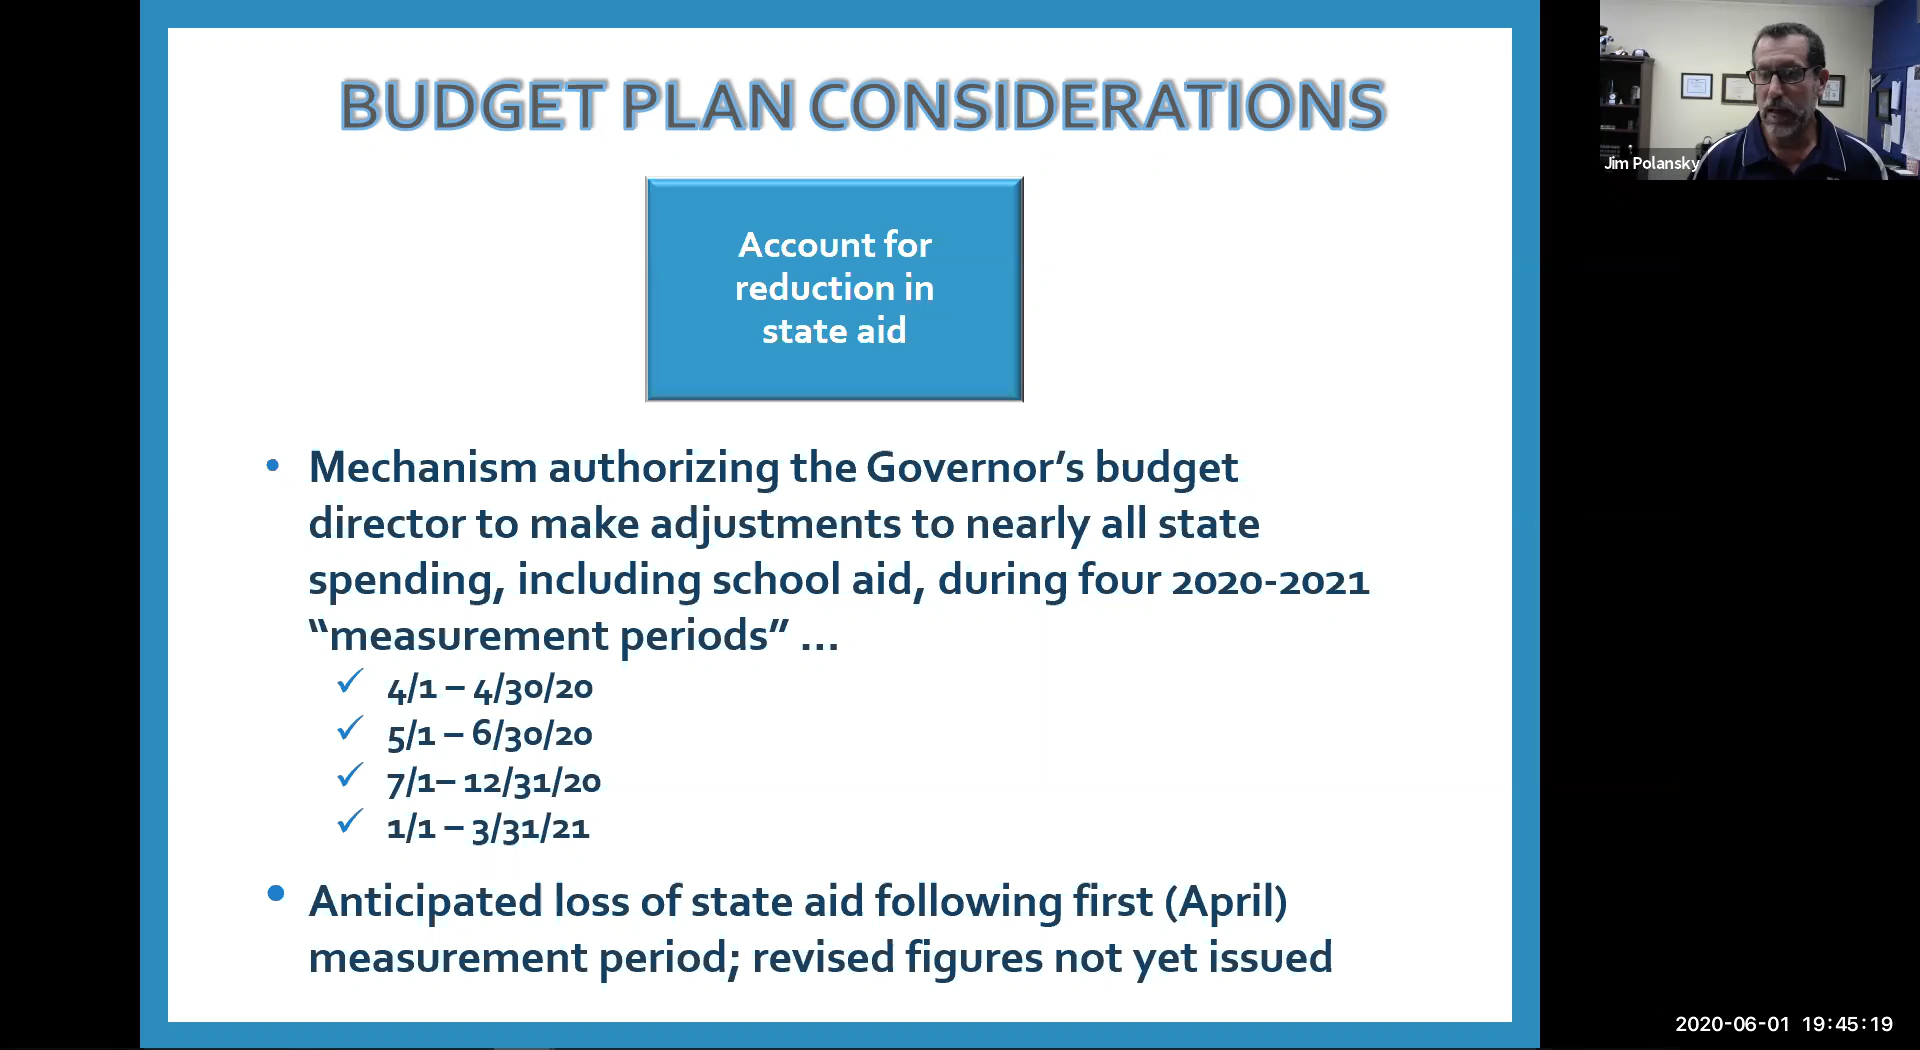 BUDGET PLAN CONSIDERATIONS
Account for
reduction in
state aid
• Mechanism authorizing the Governor’s budget
director to make adjustments to nearly all state
spending, including school aid, during four 2020-2021
“measurement periods” ...
✓ 4/1 – 4/30/20
✓ 5/1 – 6/30/20
✓ 7/1– 12/31/20
✓ 1/1 – 3/31/21
• Anticipated loss of state aid following first (April)
measurement period; revised figures not yet issued
Jim Polansky
2020-06-01 19:45:19